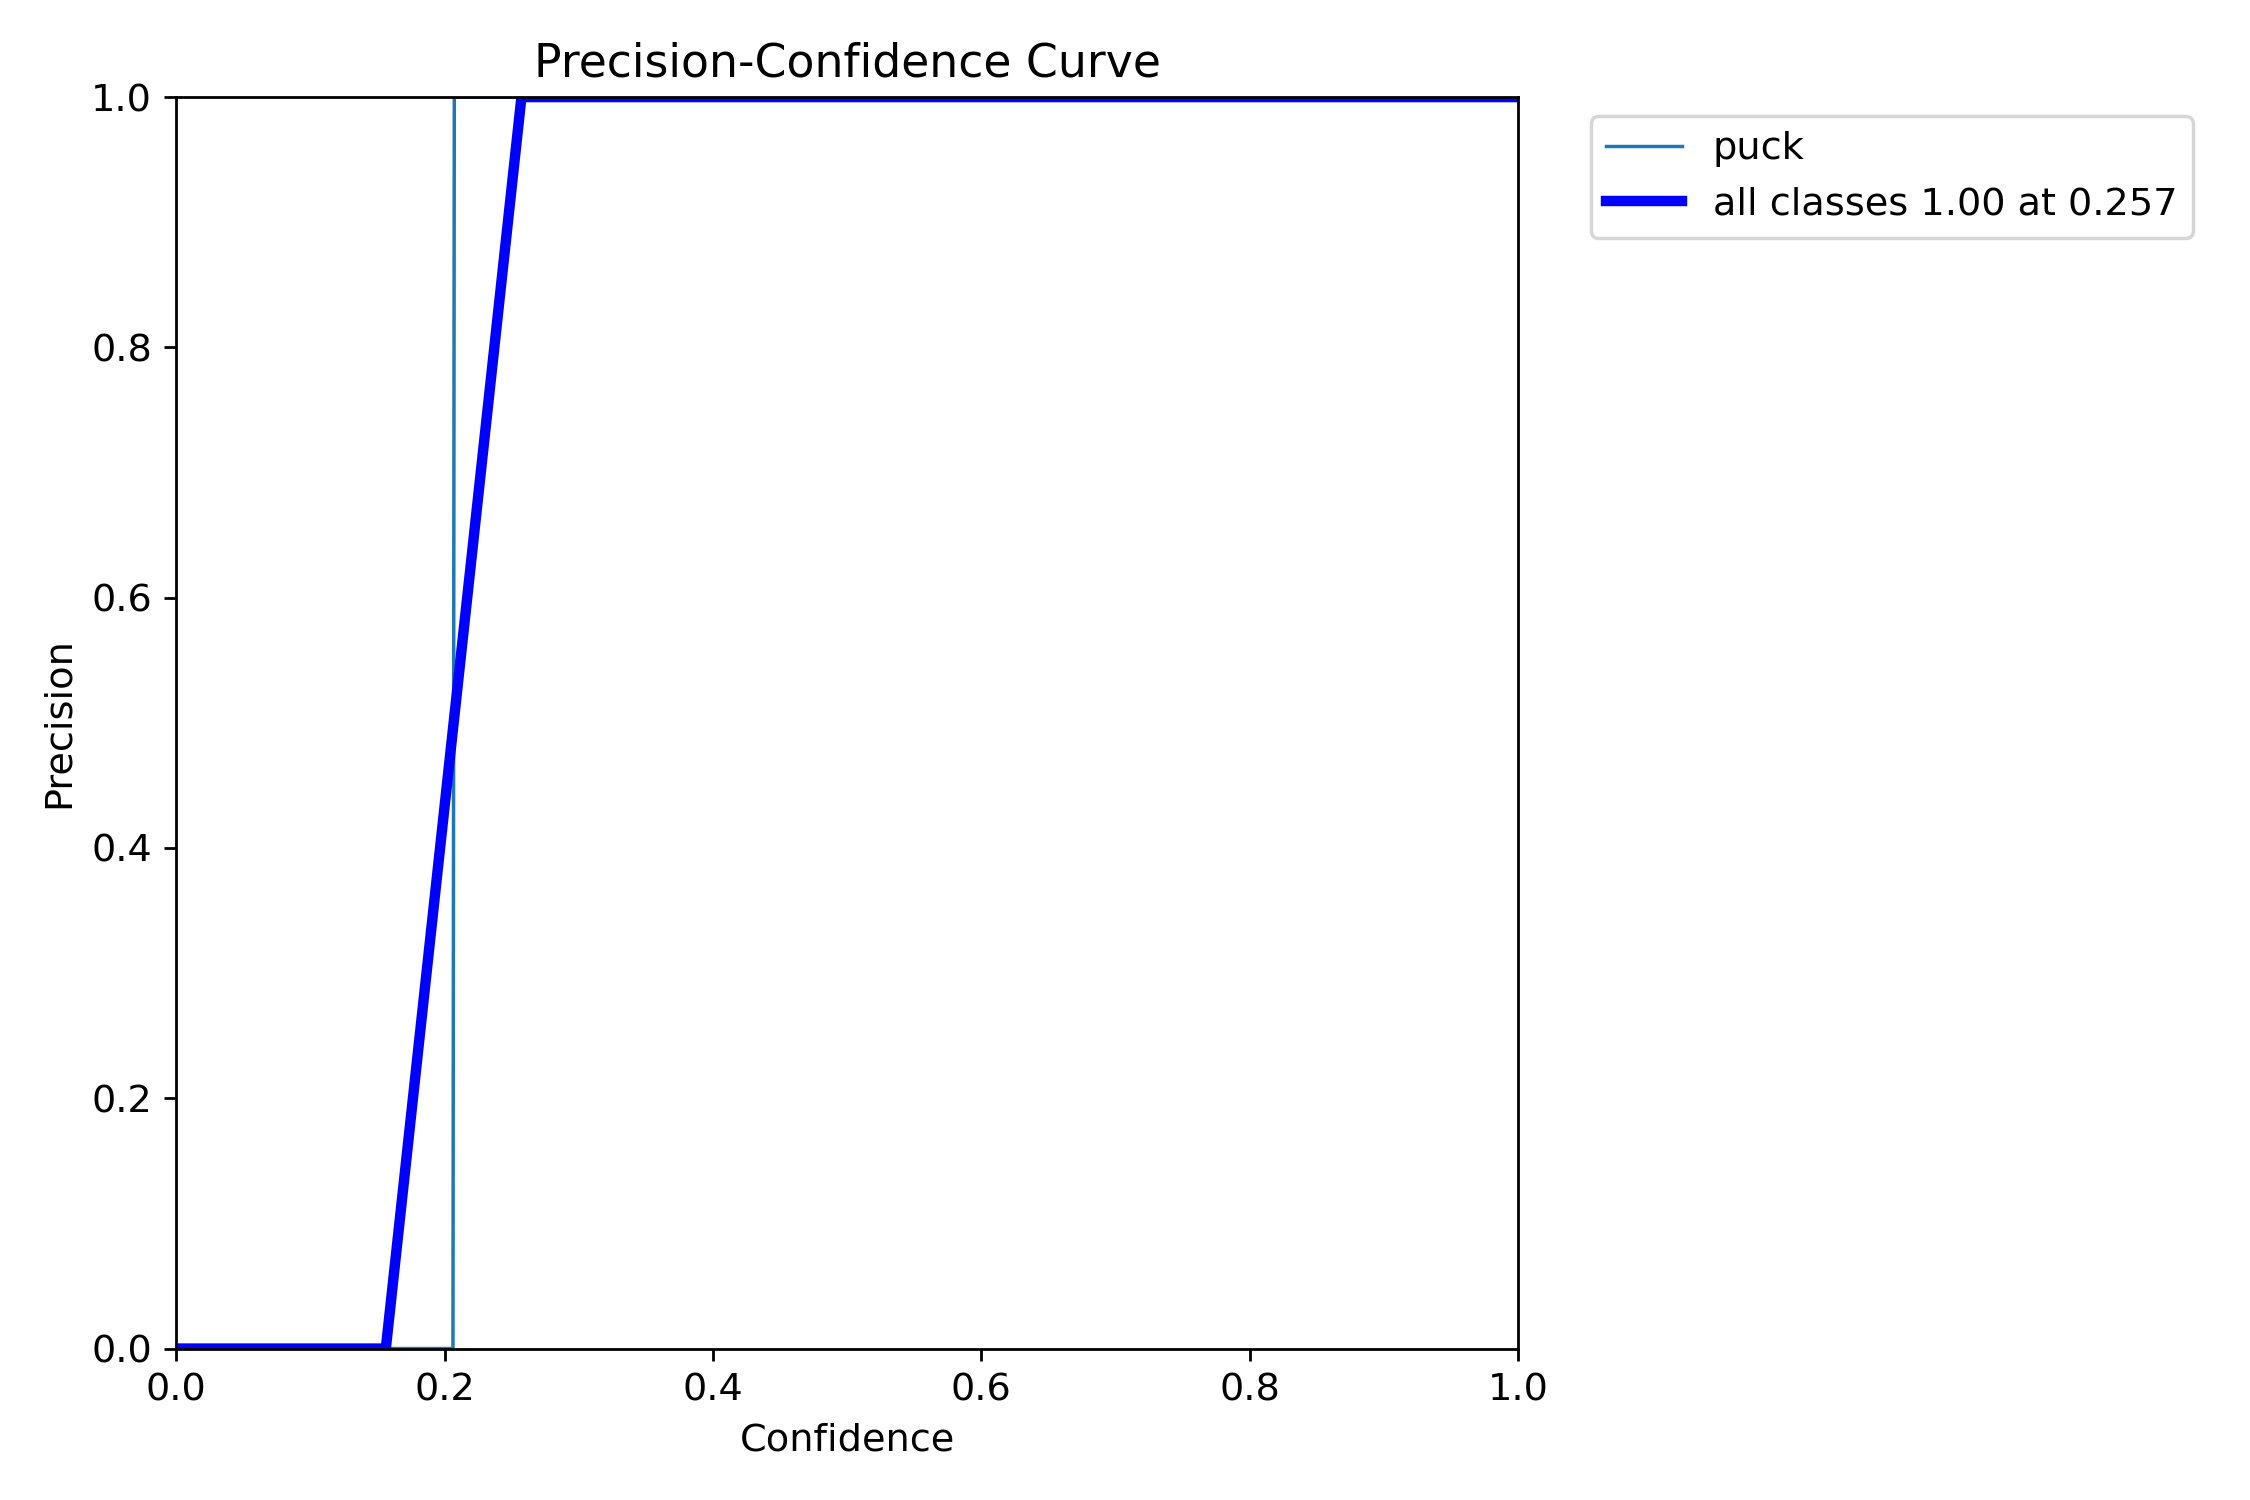 Precision-Confidence Curve
1.0
0.8
0.6
0.4
0.2
0.0
Precision
0.0 0.2 0.4 0.6 0.8 1.0
Confidence
puck
all classes 1.00 at 0.257